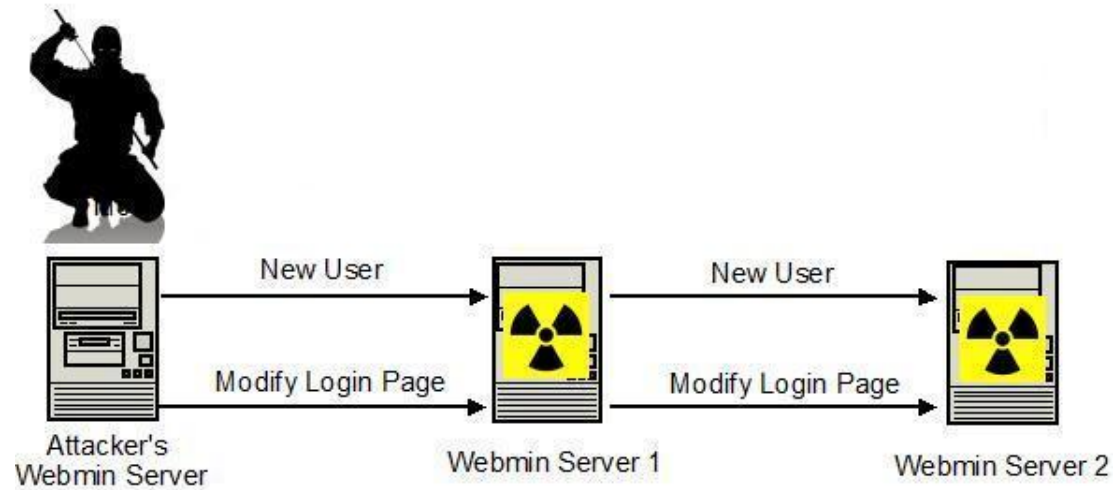 New User
New User
Modify Login Page
Modify Login Page
Attacker's
Webmin Server
Webmin Server 1
Webmin Server 2